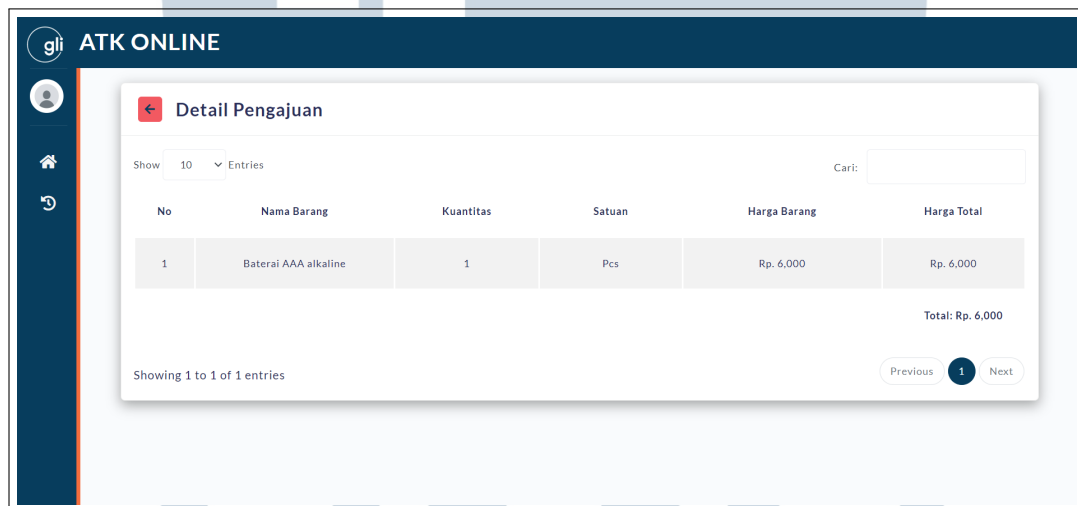 gli ATK ONLINE
Detail Pengajuan
Show 10 Entries Cari:
No Nama Barang Kuantitas Satuan Harga Barang Harga Total
1 Baterai AAA alkaline 1 Pcs Rp. 6,000 Rp. 6,000
Total: Rp. 6,000
Showing 1 to 1 of 1 entries Previous 1 Next